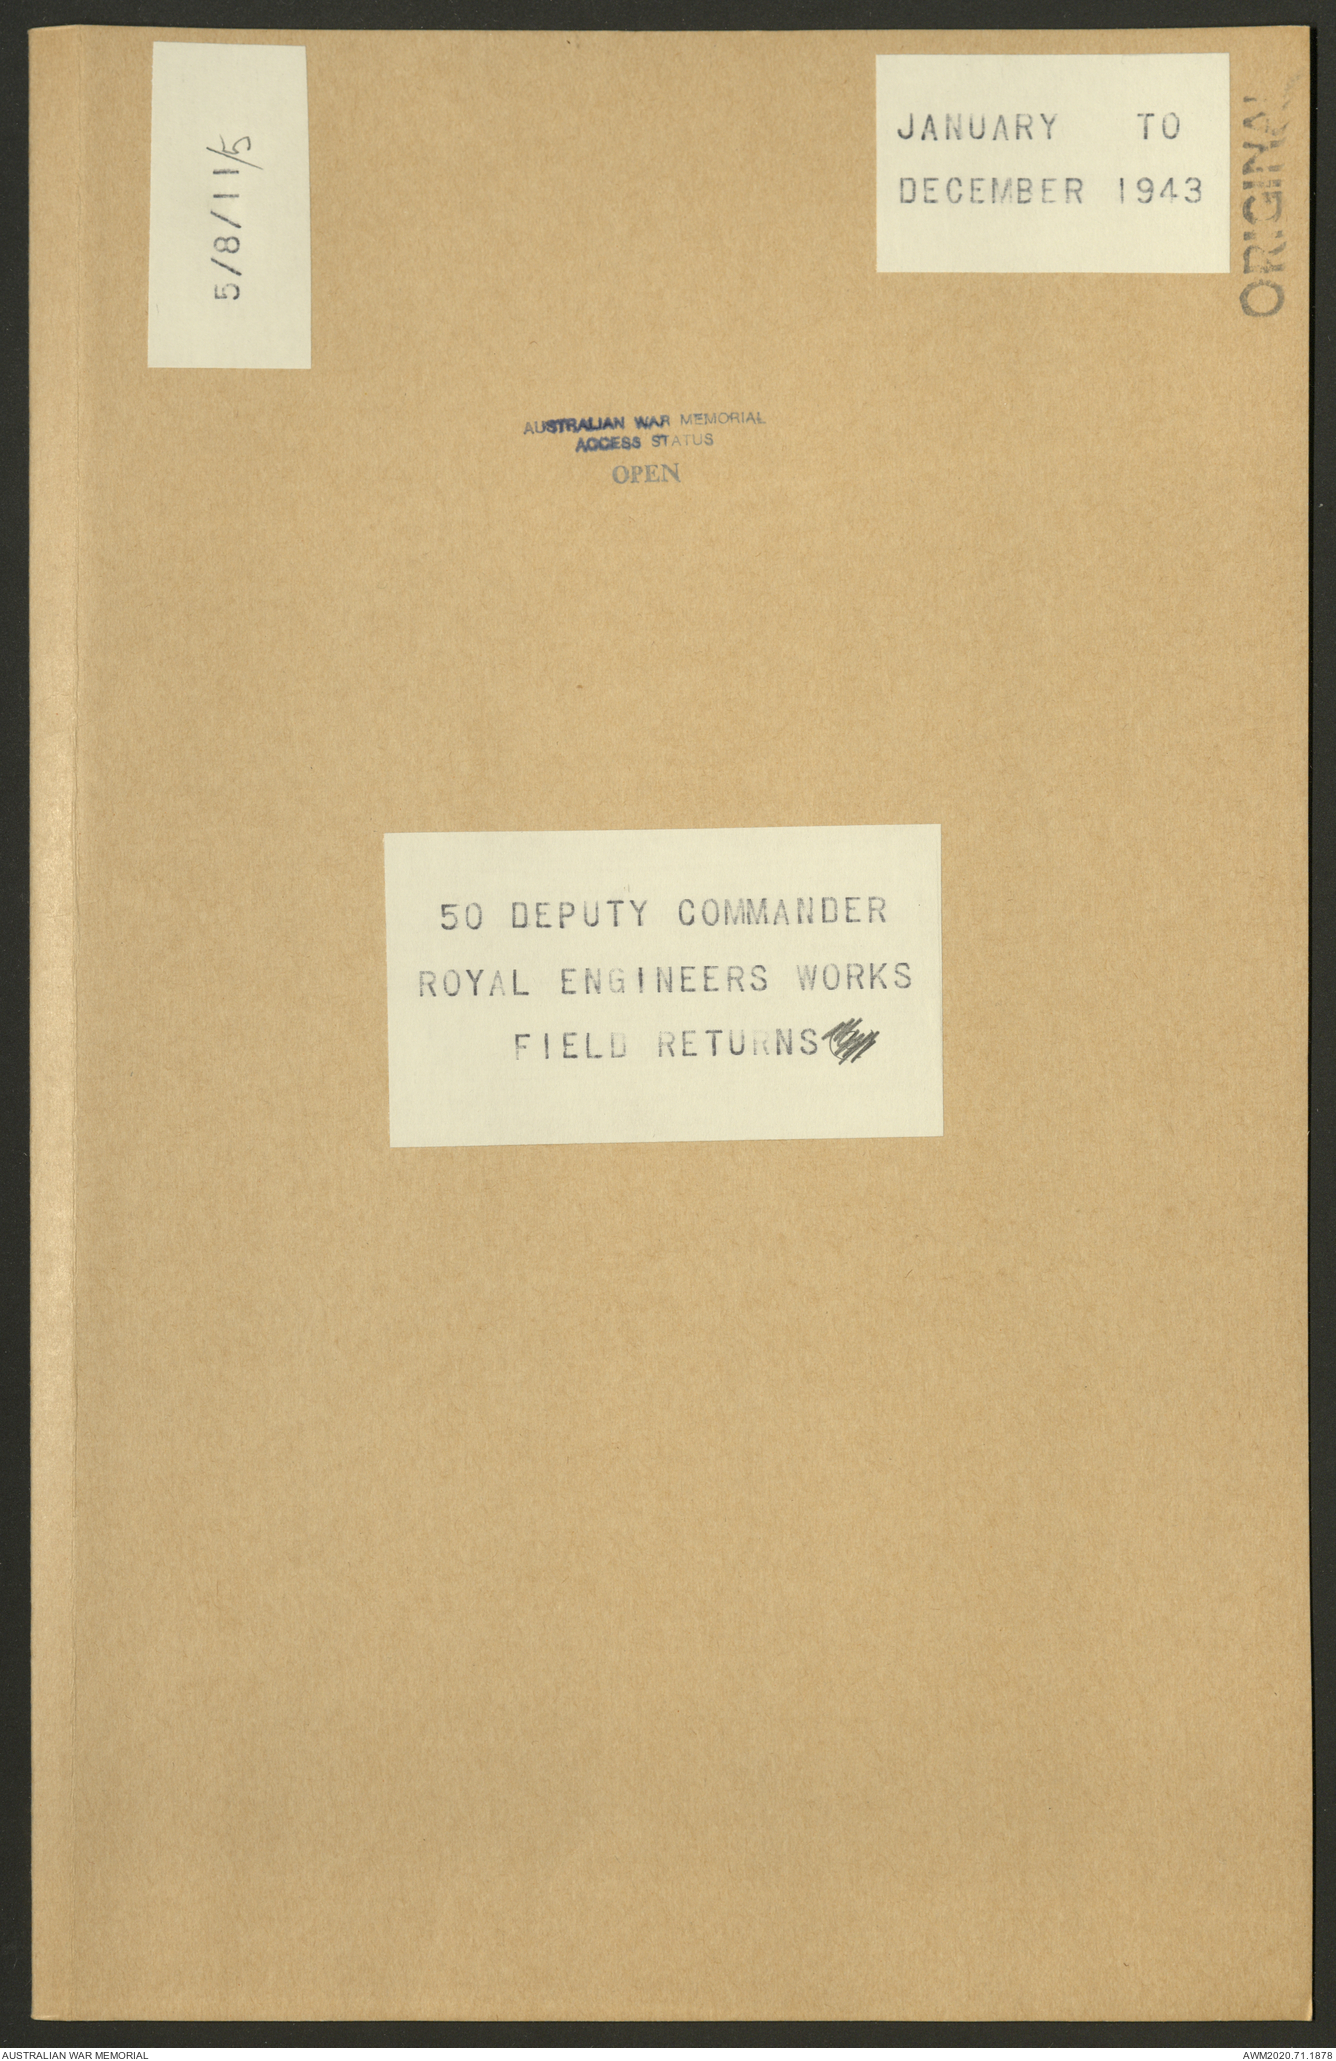 5/8/11/5
JANUARY TO
DECEMBER 1943
ORIGINAL
AUSTRALIAN WAR MEMORIAL
ACCESS STATUS
OPEN
50 DEPUTY COMMANDER
ROYAL ENGINEERS WORKS
FIELD RETURNS
AUSTRALIAN WAR MEMORIAL
AWM2020.71.1878